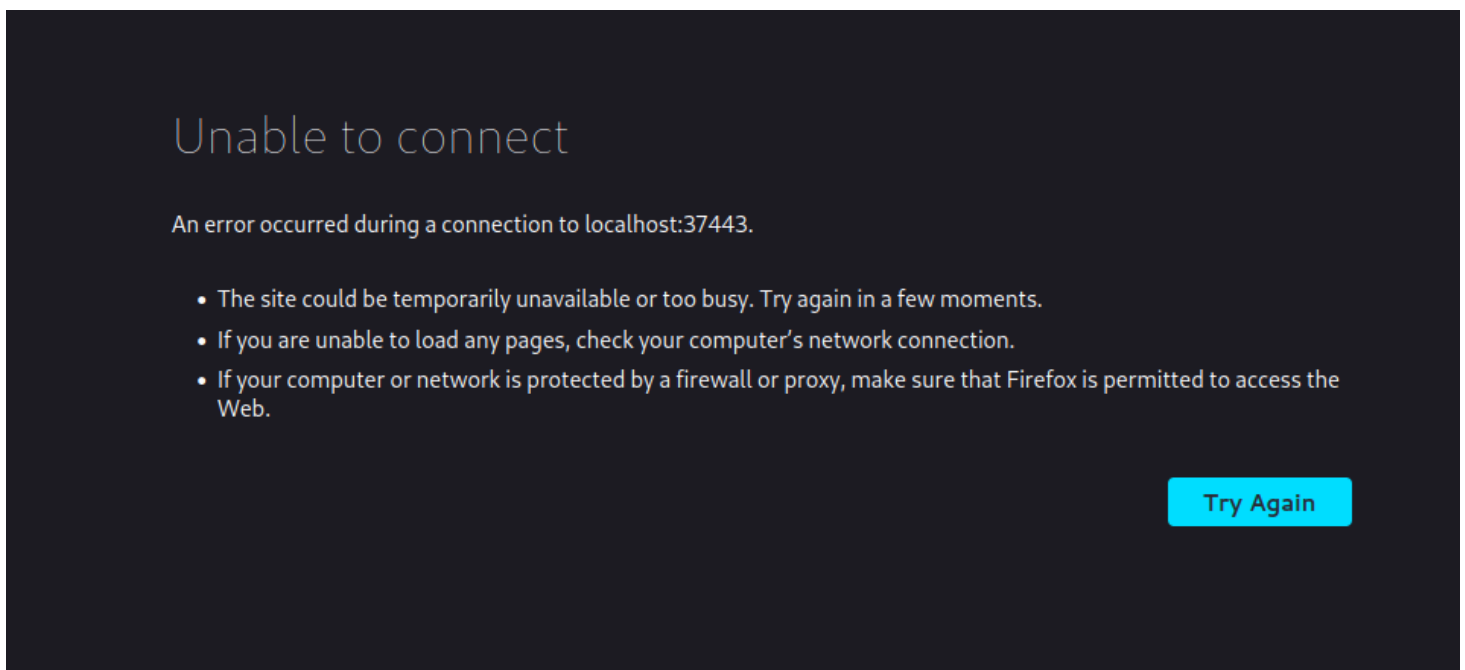 Unable to connect
An error occurred during a connection to localhost:37443.
• The site could be temporarily unavailable or too busy. Try again in a few moments.
• If you are unable to load any pages, check your computer’s network connection.
• If your computer or network is protected by a firewall or proxy, make sure that Firefox is permitted to access the
Web.
Try Again